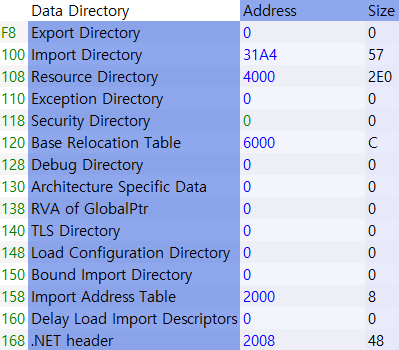 Data Directory Address Size
F8 Export Directory 0 0
100 Import Directory 31A4 57
108 Resource Directory 4000 2E0
110 Exception Directory 0 0
118 Security Directory 0 0
120 Base Relocation Table 6000 C
128 Debug Directory 0 0
130 Architecture Specific Data 0 0
138 RVA of GlobalPtr 0 0
140 TLS Directory 0 0
148 Load Configuration Directory 0 0
150 Bound Import Directory 0 0
158 Import Address Table 2000 8
160 Delay Load Import Descriptors 0 0
168 .NET header 2008 48